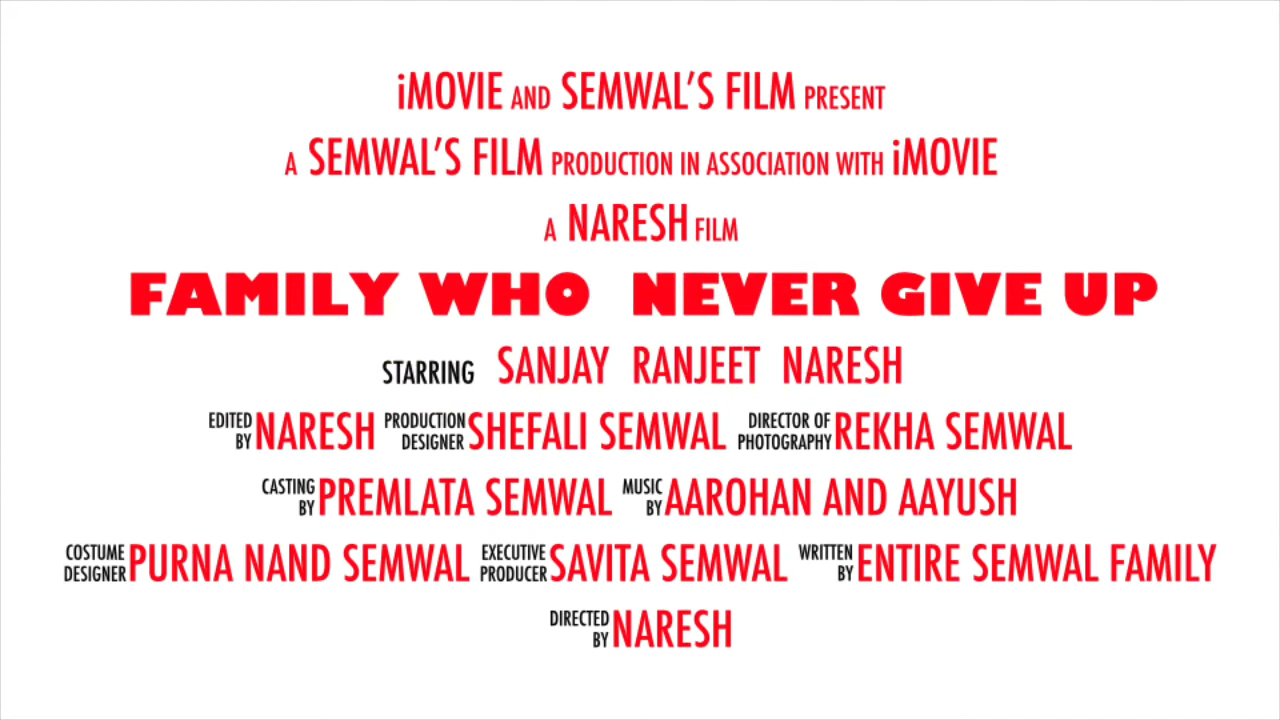 iMOVIE AND SEMWAL'S FILM PRESENT
A SEMWAL'S FILM PRODUCTION IN ASSOCIATION WITH iMOVIE
A NARESH FILM
FAMILY WHO NEVER GIVE UP
STARRING SANJAY RANJEET NARESH
EDITED BY NARESH PRODUCTION DESIGNER SHEFALI SEMWAL DIRECTOR OF PHOTOGRAPHY REKHA SEMWAL
CASTING BY PREMLATA SEMWAL MUSIC BY AAROHAN AND AAYUSH
COSTUME DESIGNER PURNA NAND SEMWAL EXECUTIVE PRODUCER SAVITA SEMWAL WRITTEN BY ENTIRE SEMWAL FAMILY
DIRECTED BY NARESH